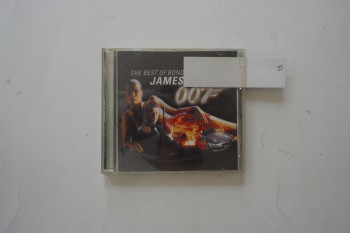 THE BEST OF BOND
JAMES
007